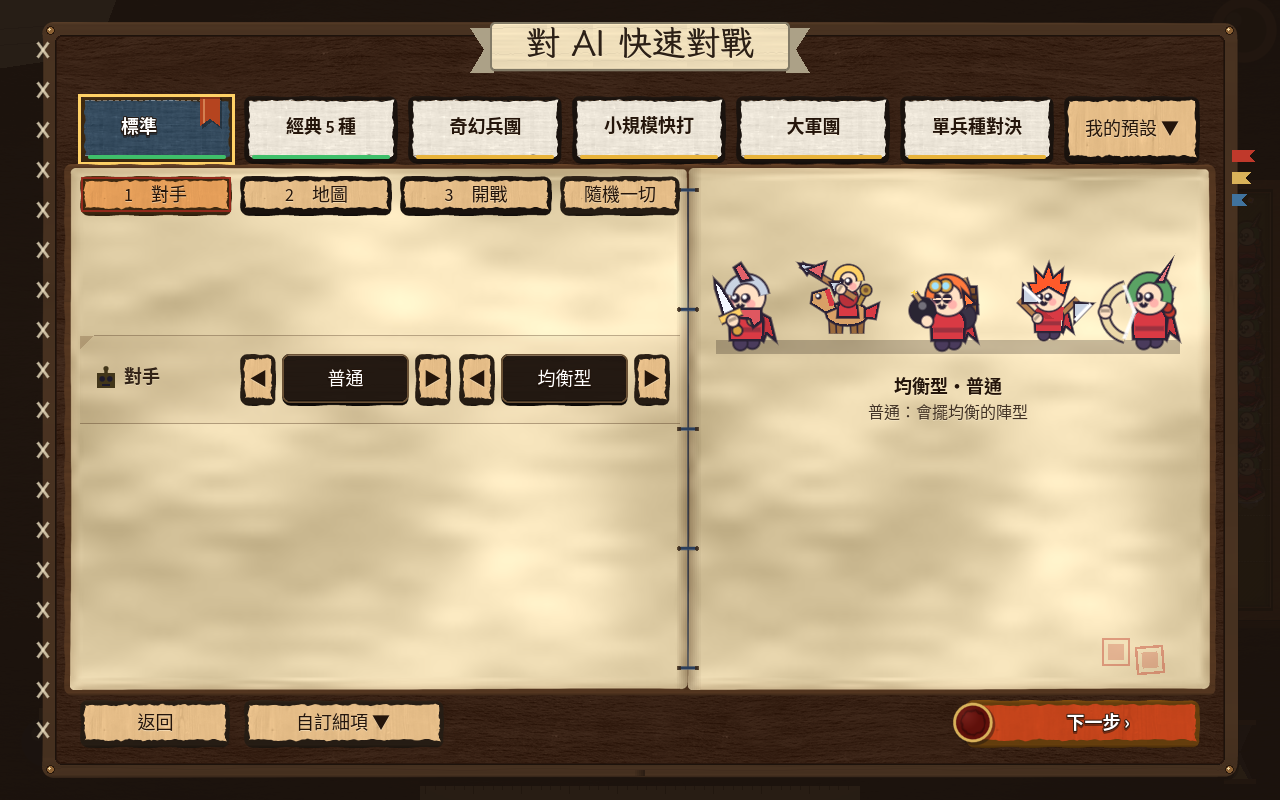 對 AI 快速對戰
標準
經典 5 種
奇幻兵團
小規模快打
大軍團
單兵種對決
我的預設 ▼
1 對手
2 地圖
3 開戰
隨機一切
對手
◀ 普通 ▶
◀ 均衡型 ▶
均衡型・普通
普通：會擺均衡的陣型
返回
自訂細項 ▼
下一步 ›